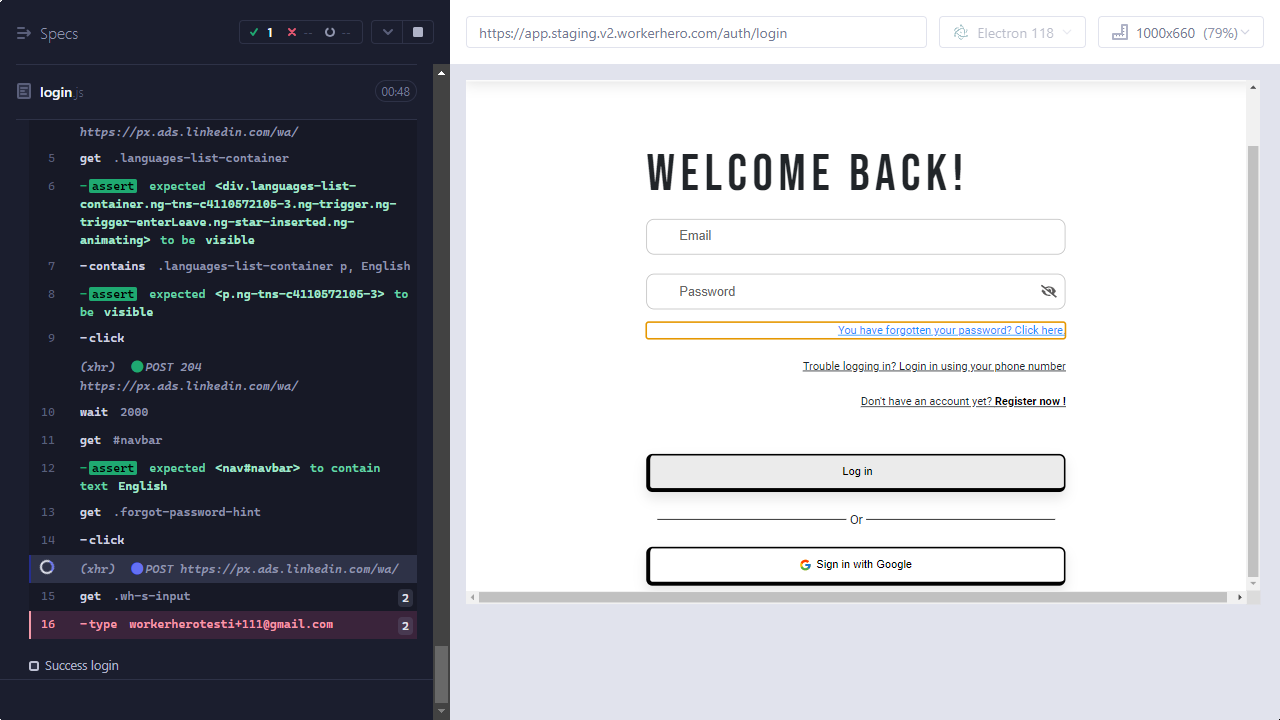 Specs
1
--
--
https://app.staging.v2.workerhero.com/auth/login
Electron 118
1000x660 (79%)
login.js
00:48
https://px.ads.linkedin.com/wa/
5 get .languages-list-container
6 -assert expected <div.languages-list-
container.ng-tns-c4110572105-3.ng-trigger.ng-
trigger-enterLeave.ng-star-inserted.ng-
animating> to be visible
7 -contains .languages-list-container p, English
8 -assert expected <p.ng-tns-c4110572105-3> to
be visible
9 -click
(xhr) POST 204
https://px.ads.linkedin.com/wa/
10 wait 2000
11 get #navbar
12 -assert expected <nav#navbar> to contain
text English
13 get .forgot-password-hint
14 -click
(xhr) POST https://px.ads.linkedin.com/wa/
15 get .wh-s-input 2
16 -type workerherotesti+111@gmail.com 2
Success login
WELCOME BACK!
Email
Password
You have forgotten your password? Click here.
Trouble logging in? Login in using your phone number
Don't have an account yet? Register now !
Log in
Or
Sign in with Google